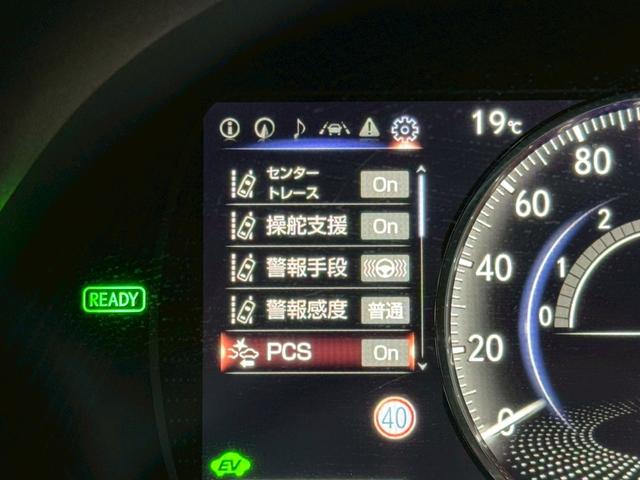 19℃
センター
トレース
On
操舵支援
On
警報手段
警報感度
普通
PCS
On
READY
40
EV
80
60
40
20
0
2
1
0